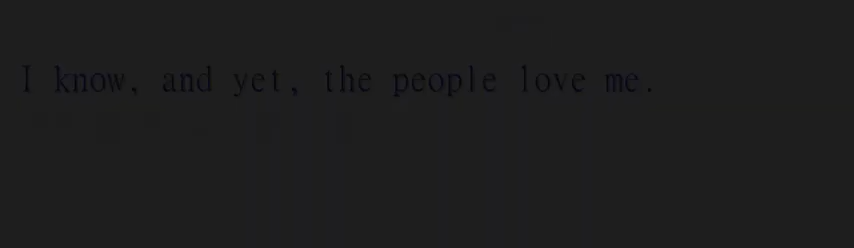 I know, and yet, the people love me.